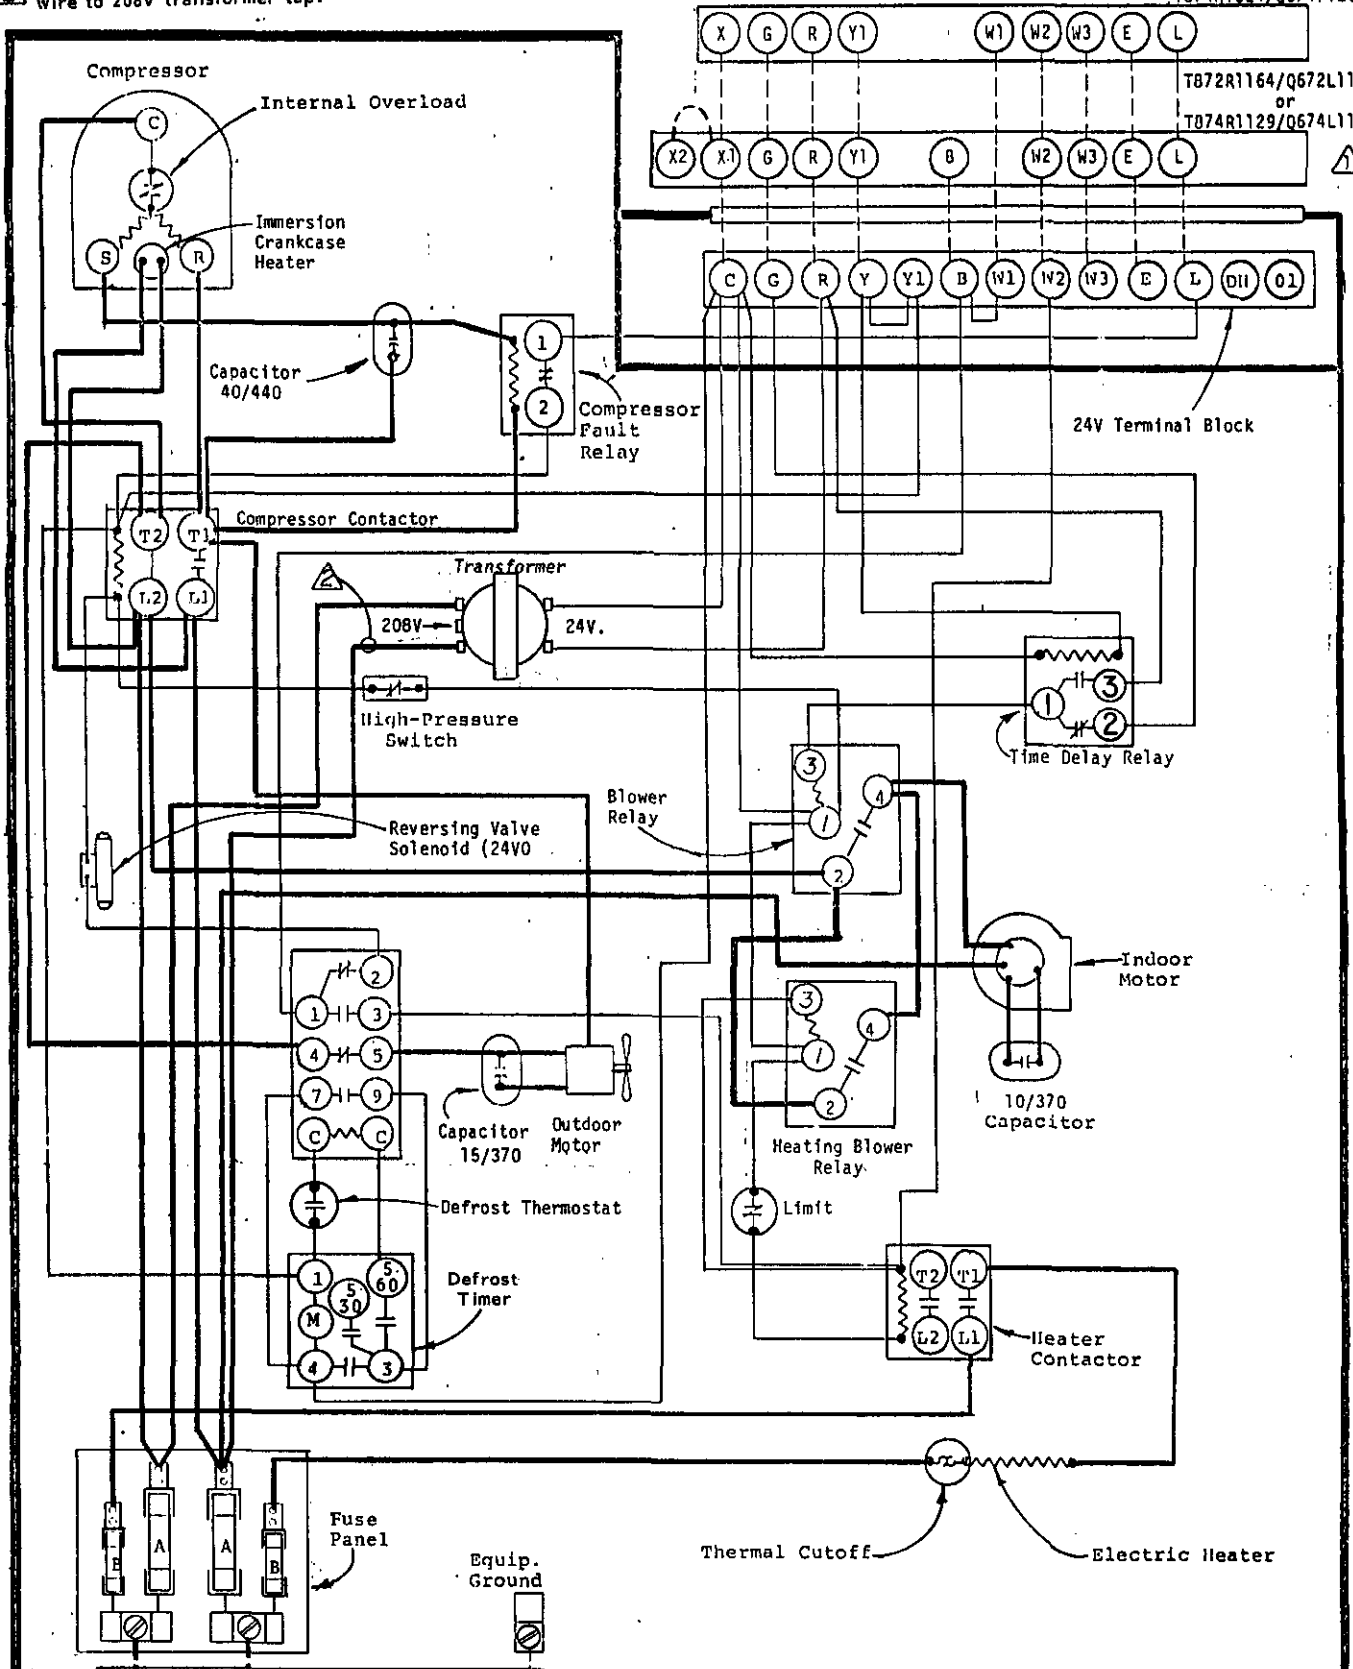 wire to 208V transformer tap.
X G R Y1 W1 W2 W3 E L
T872R1164/Q672L11
or
T874R1129/Q674L11
X2 X1 G R Y1 B W2 W3 E L
1
C G R Y Y1 B W1 W2 W3 E L DH O1
24V Terminal Block
Compressor
Internal Overload
C
Immersion
Crankcase
Heater
S R
Capacitor
40/440
1
2
Compressor
Fault
Relay
Compressor Contactor
T2 T1
L2 L1
2
Transformer
208V
24V.
High-Pressure
Switch
3
1
2
Time Delay Relay
Blower
Relay
3
4
1
2
Reversing Valve
Solenoid (24VO
2
1 3
4 5
7 9
C C
Capacitor
15/370
Outdoor
Motor
3
4
1
2
Heating Blower
Relay
Indoor
Motor
10/370
Capacitor
Defrost Thermostat
Limit
1
5
30
5
60
M
4 3
Defrost
Timer
T2 T1
L2 L1
Heater
Contactor
Thermal Cutoff
Electric Heater
B A A B
Fuse
Panel
Equip.
Ground